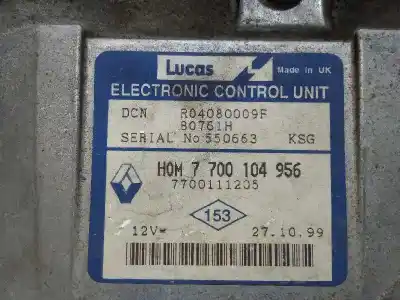 Lucas Made in UK
ELECTRONIC CONTROL UNIT
DCN R04080009F
80761H
SERIAL No 550663 KSG
HOM 7 700 104 956
7700111205
153
12V= 27.10.99